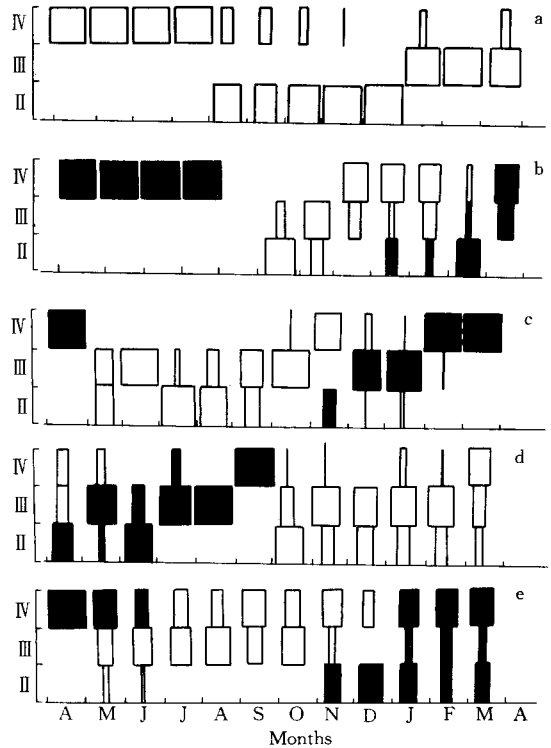 a
IV
III
II
b
IV
III
II
c
IV
III
II
d
IV
III
II
e
IV
III
II
A M J J A S O N D J F M A
Months